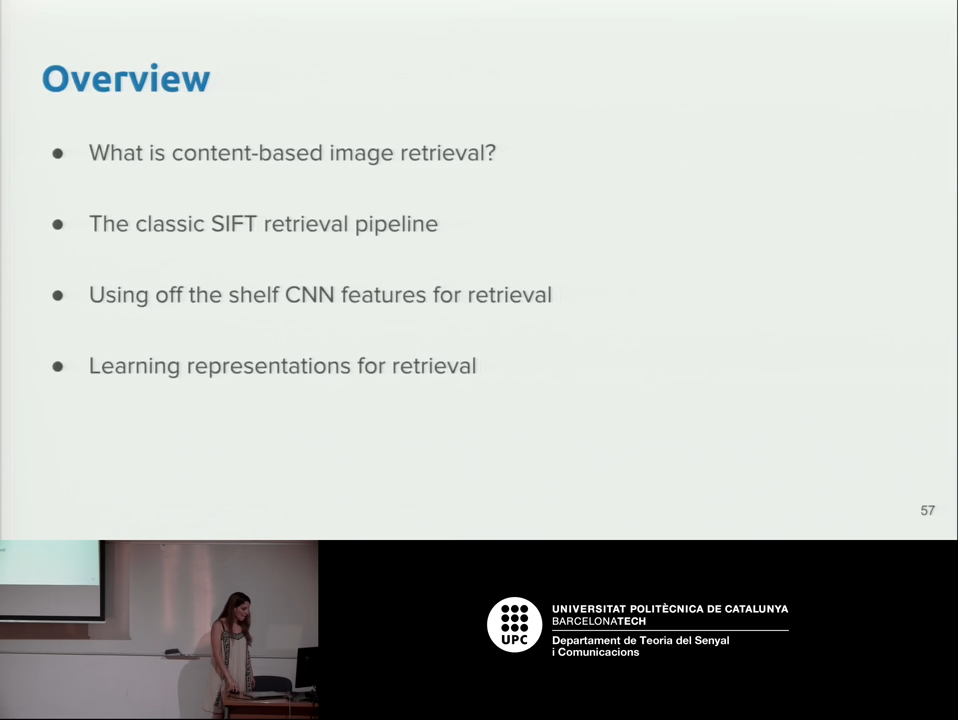 Overview
● What is content-based image retrieval?
● The classic SIFT retrieval pipeline
● Using off the shelf CNN features for retrieval
● Learning representations for retrieval
57
UPC
UNIVERSITAT POLITÈCNICA DE CATALUNYA
BARCELONATECH
Departament de Teoria del Senyal
i Comunicacions